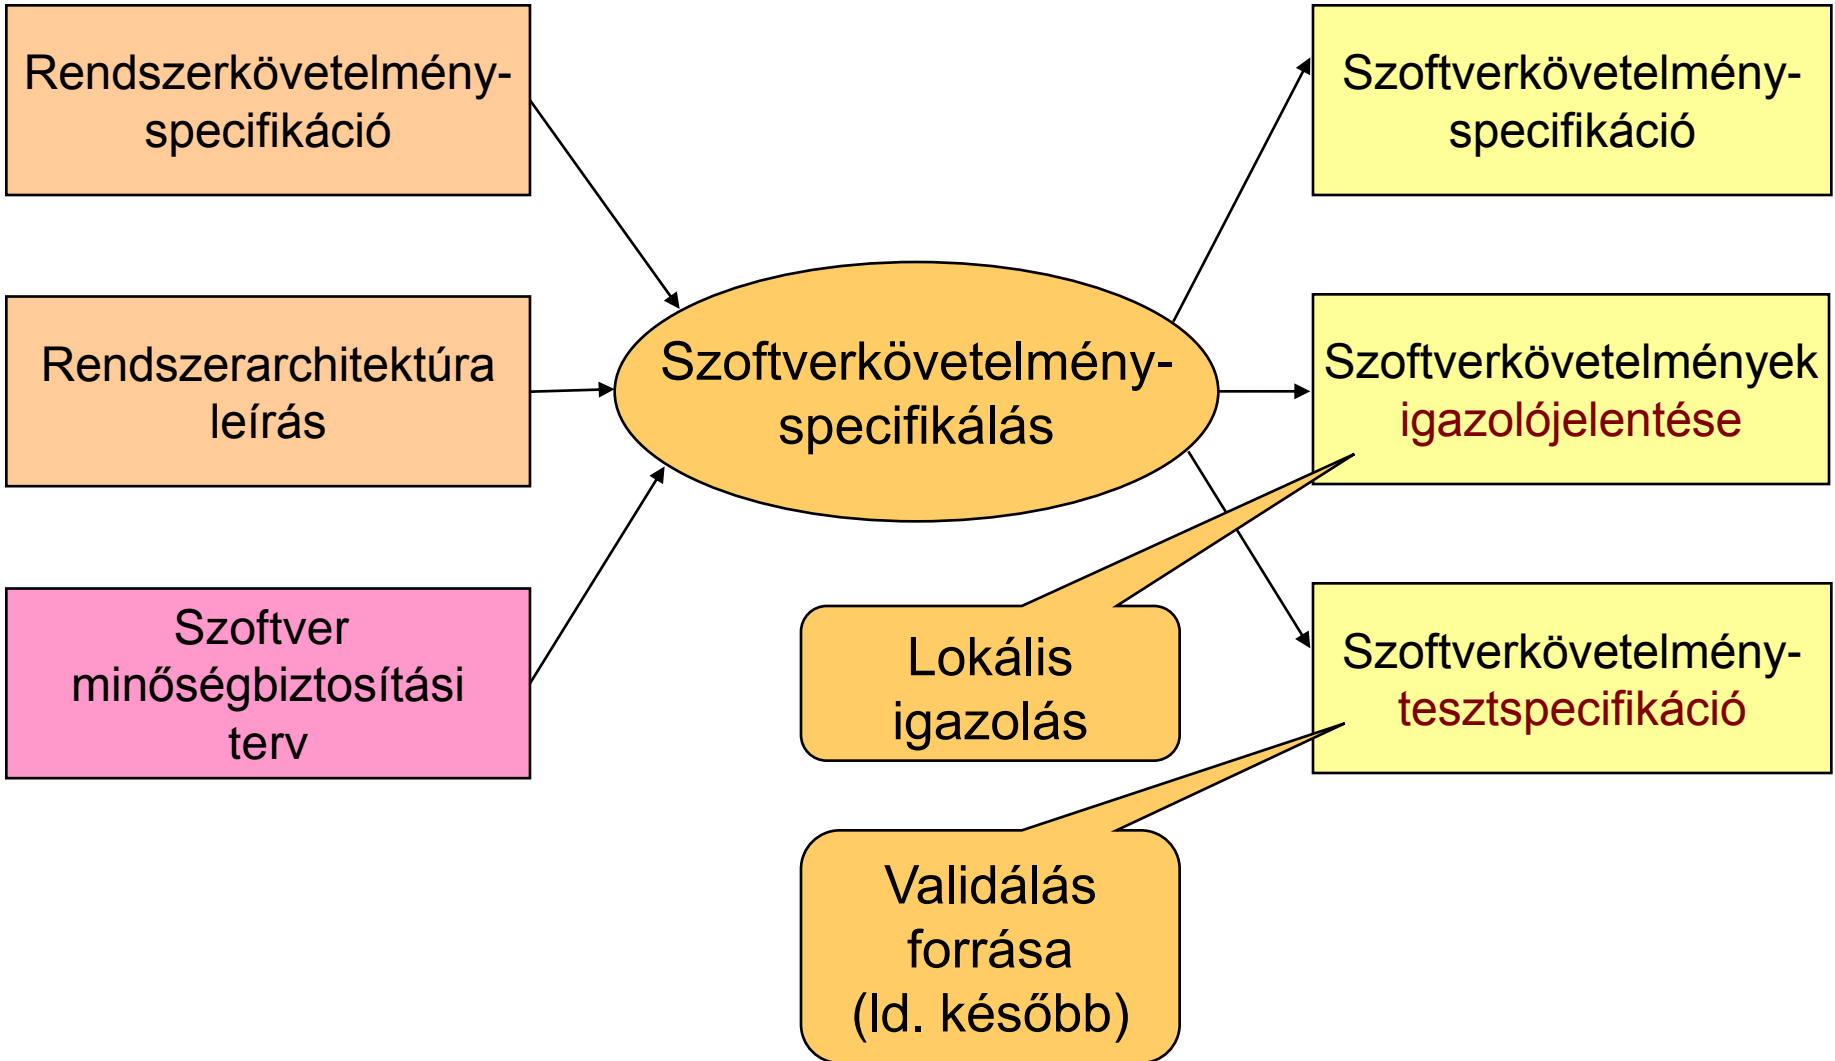 Rendszerkövetelmény-
specifikáció
Rendszerarchitektúra
leírás
Szoftver
minőségbiztosítási
terv
Szoftverkövetelmény-
specifikálás
Szoftverkövetelmény-
specifikáció
Szoftverkövetelmények
igazolójelentése
Szoftverkövetelmény-
tesztspecifikáció
Lokális
igazolás
Validálás
forrása
(ld. később)